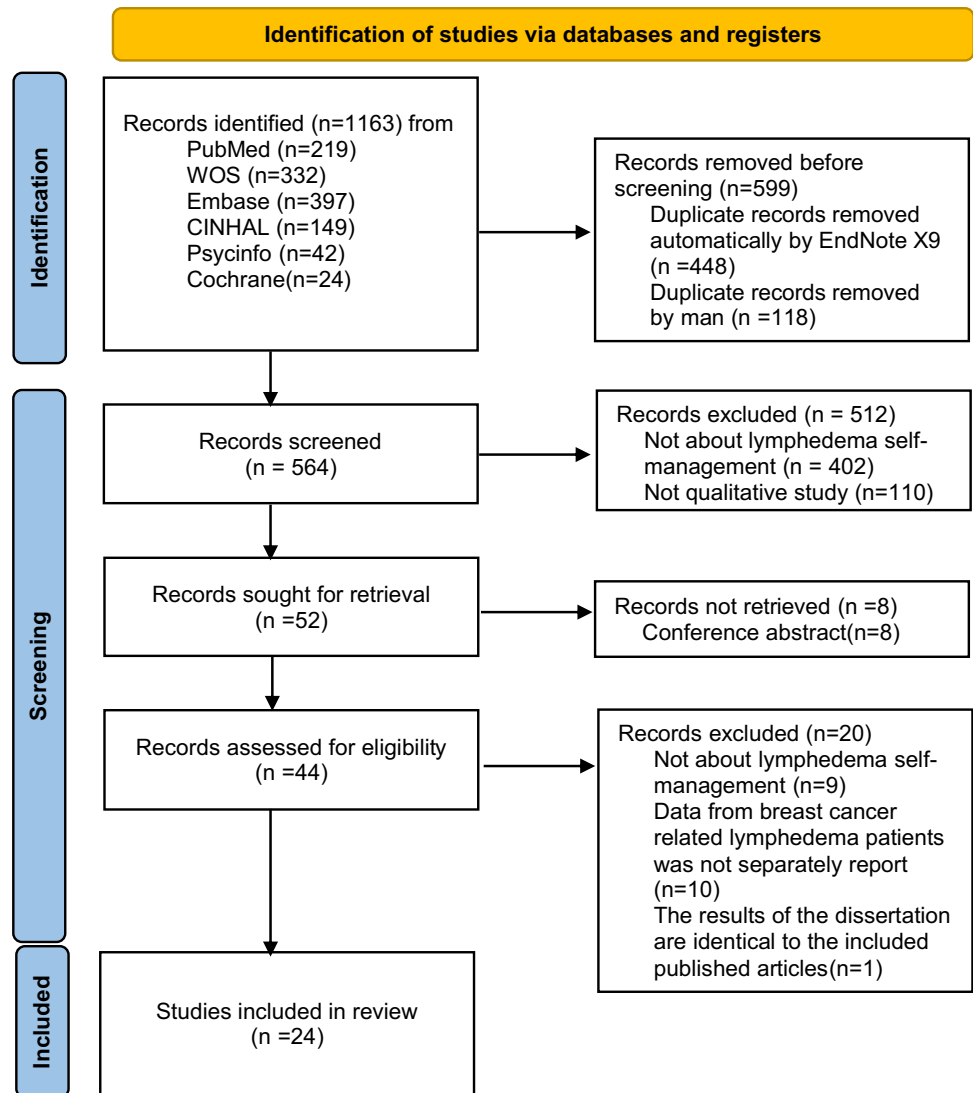 Identification of studies via databases and registers
Identification
Records identified (n=1163) from
PubMed (n=219)
WOS (n=332)
Embase (n=397)
CINHAL (n=149)
Psycinfo (n=42)
Cochrane(n=24)
Records removed before
screening (n=599)
Duplicate records removed
automatically by EndNote X9
(n =448)
Duplicate records removed
by man (n =118)
Screening
Records screened
(n = 564)
Records excluded (n = 512)
Not about lymphedema self-
management (n = 402)
Not qualitative study (n=110)
Records sought for retrieval
(n =52)
Records not retrieved (n =8)
Conference abstract(n=8)
Records assessed for eligibility
(n =44)
Records excluded (n=20)
Not about lymphedema self-
management (n=9)
Data from breast cancer
related lymphedema patients
was not separately report
(n=10)
The results of the dissertation
are identical to the included
published articles(n=1)
Included
Studies included in review
(n =24)